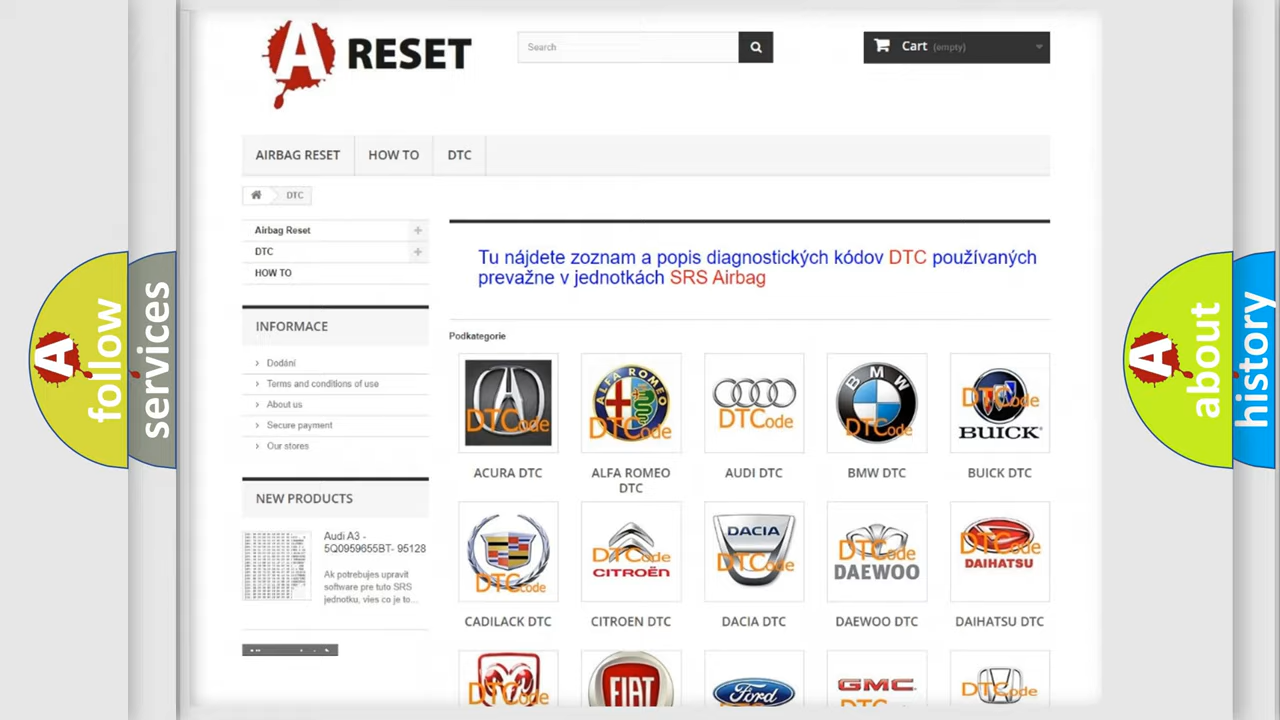 A RESET
Search
Cart (empty)
AIRBAG RESET
HOW TO
DTC
DTC
Airbag Reset
DTC
HOW TO
INFORMACE
Dodání
Terms and conditions of use
About us
Secure payment
Our stores
NEW PRODUCTS
Audi A3 -
5Q0959655BT- 95128
Ak potrebujes upravit
software pre tuto SRS
jednotku, vies co je to...
Tu nájdete zoznam a popis diagnostických kódov DTC používaných
prevažne v jednotkách SRS Airbag
Podkategorie
DTCode
ALFA ROMEO
DTCode
DTCode
BMW
DTCode
DTCode
BUICK
ACURA DTC
ALFA ROMEO
DTC
AUDI DTC
BMW DTC
BUICK DTC
DTCode
DTCode
CITROËN
DACIA
DTCode
DTCode
DAEWOO
DTCode
DAIHATSU
CADILACK DTC
CITROEN DTC
DACIA DTC
DAEWOO DTC
DAIHATSU DTC
DTCode
FIAT
Ford
GMC
DTCode
A
follow
services
A
about
history